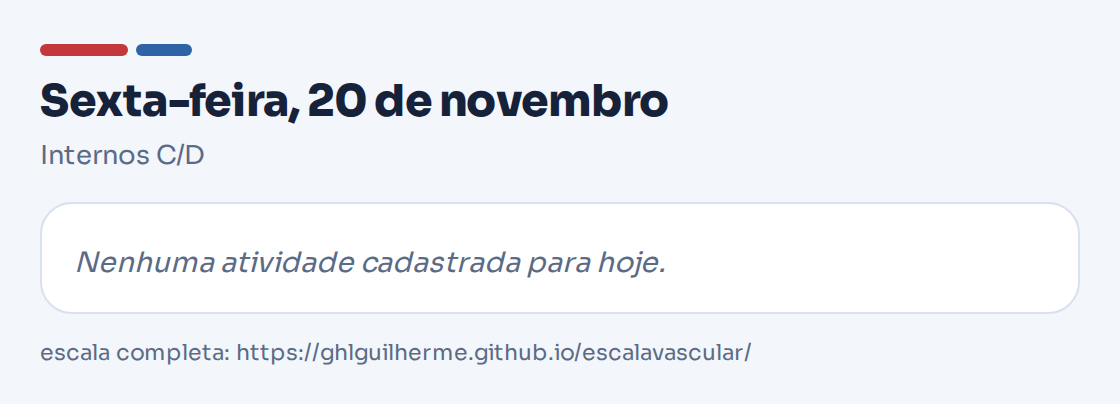 Sexta-feira, 20 de novembro
Internos C/D
Nenhuma atividade cadastrada para hoje.
escala completa: https://ghlguilherme.github.io/escalavascular/